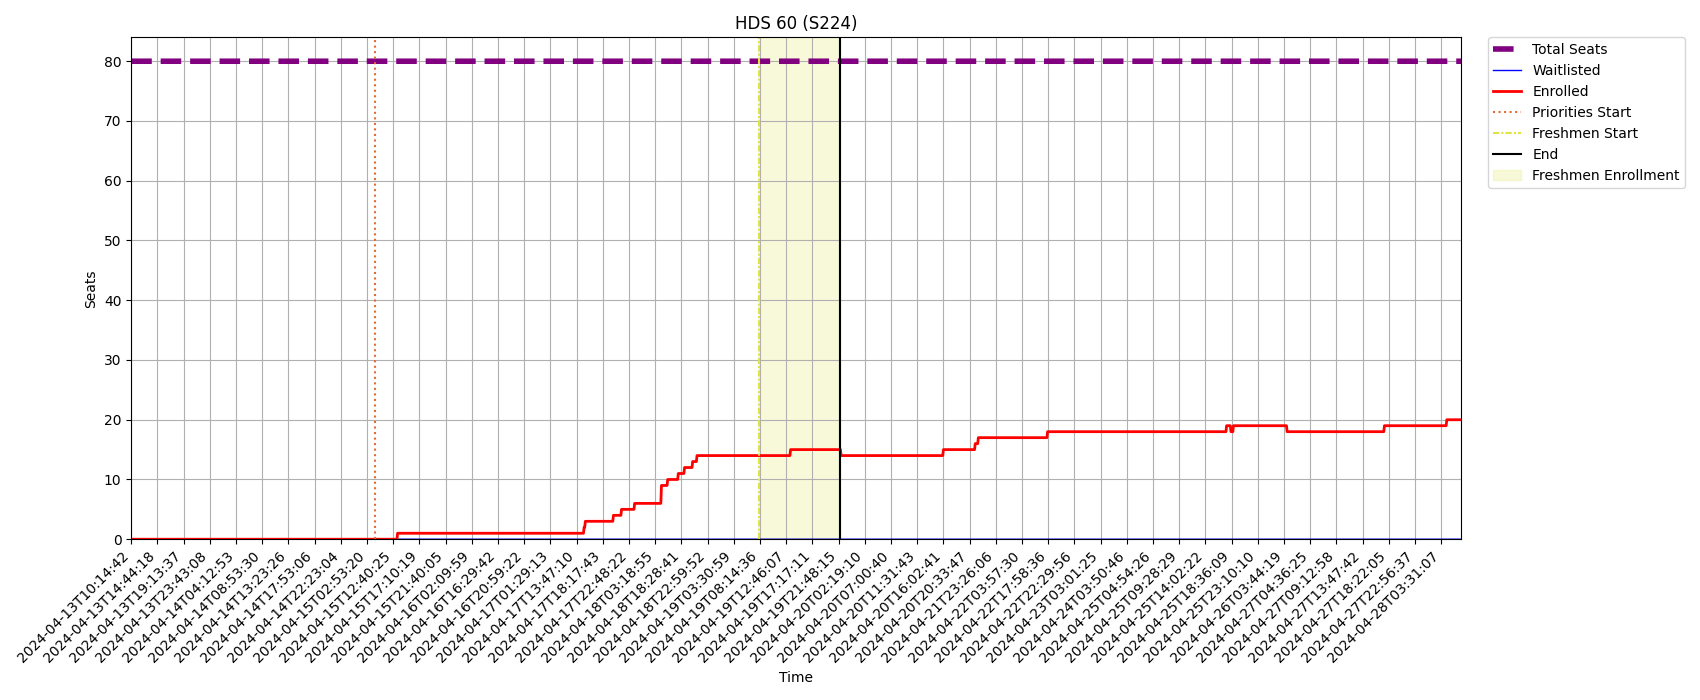 HDS 60 (S224)
Total Seats
Waitlisted
Enrolled
Priorities Start
Freshmen Start
End
Freshmen Enrollment
Seats
80
70
60
50
40
30
20
10
0
2024-04-13T10:14:42
2024-04-13T14:44:18
2024-04-13T19:13:37
2024-04-13T23:43:08
2024-04-14T04:12:53
2024-04-14T08:53:30
2024-04-14T13:23:26
2024-04-14T17:53:06
2024-04-14T22:23:04
2024-04-15T02:53:20
2024-04-15T12:40:25
2024-04-15T17:10:19
2024-04-15T21:40:05
2024-04-16T02:09:59
2024-04-16T16:29:42
2024-04-16T20:59:22
2024-04-17T01:29:13
2024-04-17T13:47:10
2024-04-17T18:17:43
2024-04-17T22:48:22
2024-04-18T03:18:55
2024-04-18T18:28:41
2024-04-18T22:59:52
2024-04-19T03:30:59
2024-04-19T08:14:36
2024-04-19T12:46:07
2024-04-19T17:17:11
2024-04-19T21:48:15
2024-04-20T02:19:10
2024-04-20T07:00:40
2024-04-20T11:31:43
2024-04-20T16:02:41
2024-04-20T20:33:47
2024-04-21T23:26:06
2024-04-22T03:57:30
2024-04-22T17:58:36
2024-04-22T22:29:56
2024-04-23T03:01:25
2024-04-24T03:50:46
2024-04-25T04:54:26
2024-04-25T09:28:29
2024-04-25T14:02:22
2024-04-25T18:36:09
2024-04-25T23:10:10
2024-04-26T03:44:19
2024-04-27T04:36:25
2024-04-27T09:12:58
2024-04-27T13:47:42
2024-04-27T18:22:05
2024-04-27T22:56:37
2024-04-28T03:31:07
Time